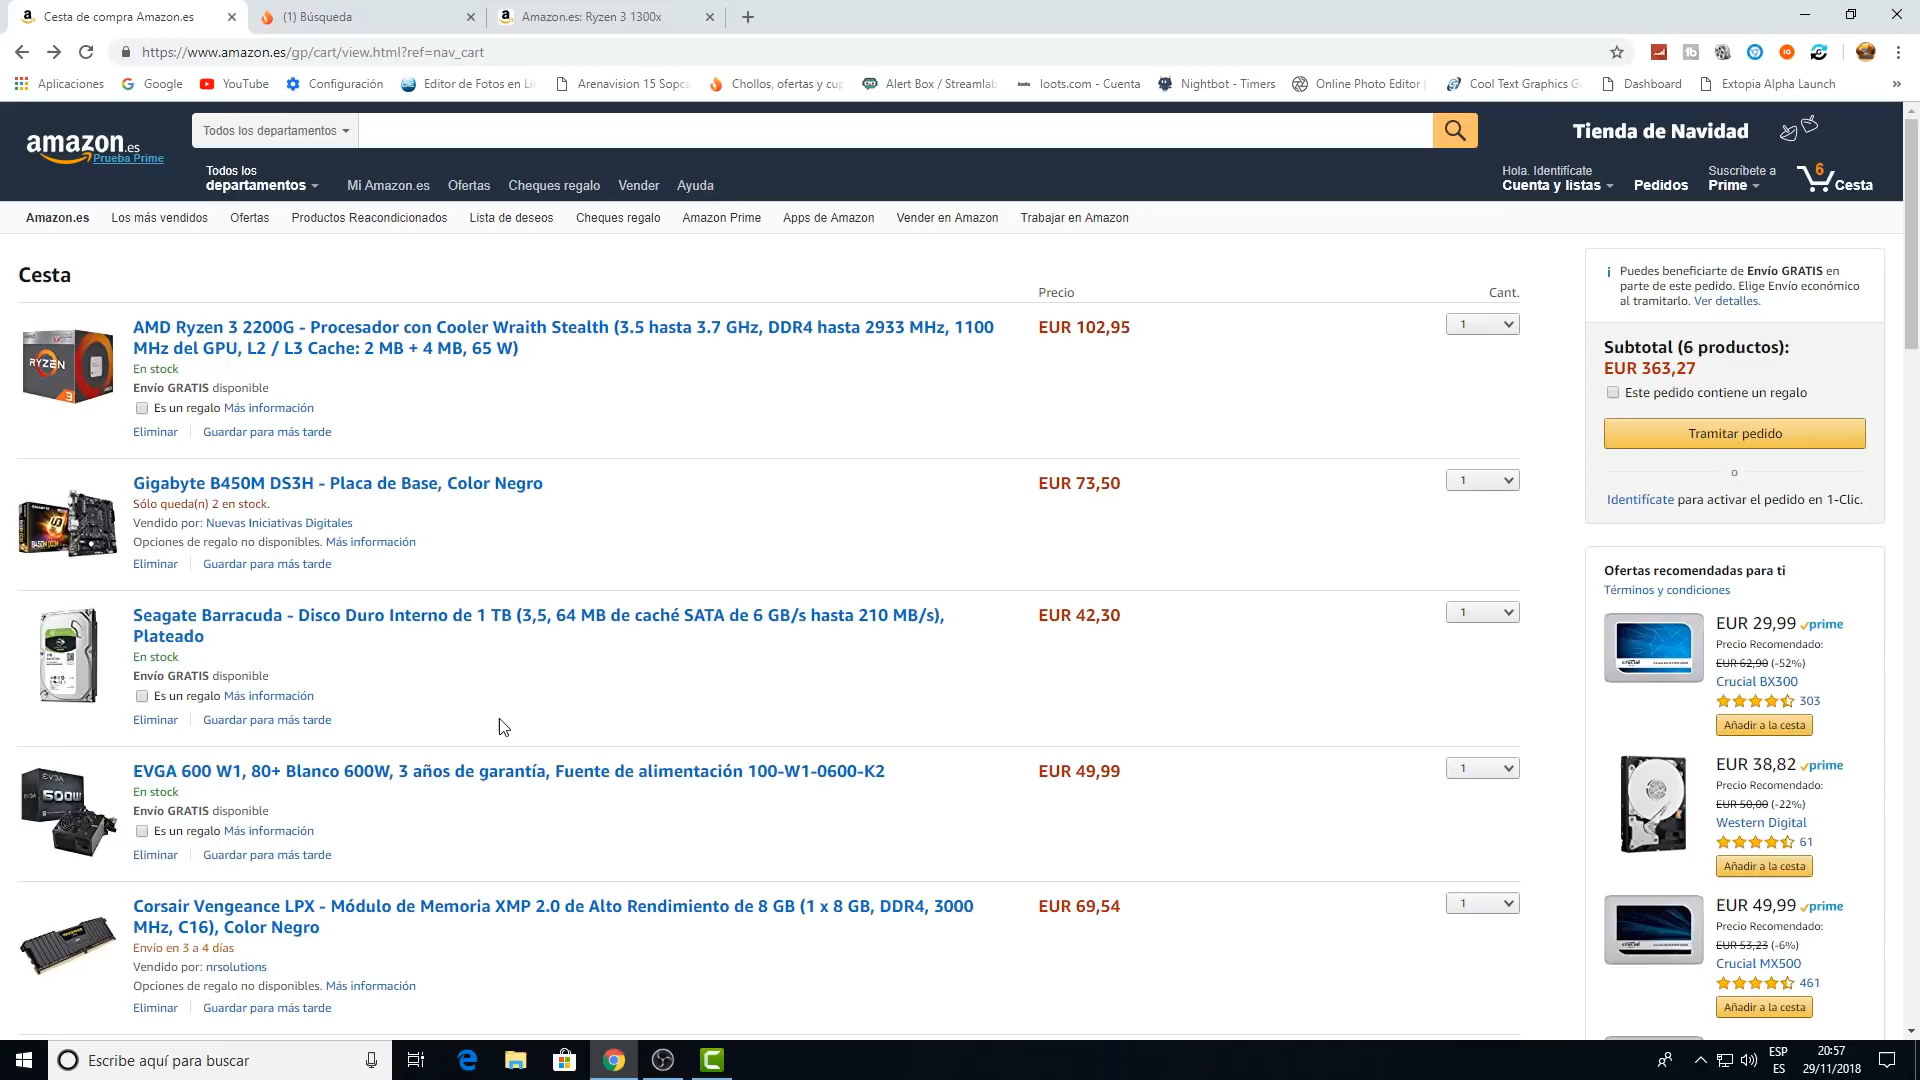 Cesta de compra Amazon.es
(1) Búsqueda
Amazon.es: Ryzen 3 1300x
https://www.amazon.es/gp/cart/view.html?ref=nav_cart
Aplicaciones
Google
YouTube
Configuración
Editor de Fotos en Lí
Arenavision 15 Sopca
Chollos, ofertas y cup
Alert Box / Streamlab
loots.com - Cuenta
Nightbot - Timers
Online Photo Editor |
Cool Text Graphics G
Dashboard
Extopia Alpha Launch
»
amazon.es
Prueba Prime
Todos los departamentos
Tienda de Navidad
Todos los
departamentos
Mi Amazon.es
Ofertas
Cheques regalo
Vender
Ayuda
Hola. Identifícate
Cuenta y listas
Pedidos
Suscríbete a
Prime
6
Cesta
Amazon.es
Los más vendidos
Ofertas
Productos Reacondicionados
Lista de deseos
Cheques regalo
Amazon Prime
Apps de Amazon
Vender en Amazon
Trabajar en Amazon
Cesta
Precio
Cant.
AMD Ryzen 3 2200G - Procesador con Cooler Wraith Stealth (3.5 hasta 3.7 GHz, DDR4 hasta 2933 MHz, 1100
MHz del GPU, L2 / L3 Cache: 2 MB + 4 MB, 65 W)
En stock
Envío GRATIS disponible
Es un regalo Más información
Eliminar
Guardar para más tarde
EUR 102,95
1
RYZEN
3
Gigabyte B450M DS3H - Placa de Base, Color Negro
Sólo queda(n) 2 en stock.
Vendido por: Nuevas Iniciativas Digitales
Opciones de regalo no disponibles. Más información
Eliminar
Guardar para más tarde
EUR 73,50
1
Seagate Barracuda - Disco Duro Interno de 1 TB (3,5, 64 MB de caché SATA de 6 GB/s hasta 210 MB/s),
Plateado
En stock
Envío GRATIS disponible
Es un regalo Más información
Eliminar
Guardar para más tarde
EUR 42,30
1
EVGA 600 W1, 80+ Blanco 600W, 3 años de garantía, Fuente de alimentación 100-W1-0600-K2
En stock
Envío GRATIS disponible
Es un regalo Más información
Eliminar
Guardar para más tarde
EUR 49,99
1
EVGA
500W
Corsair Vengeance LPX - Módulo de Memoria XMP 2.0 de Alto Rendimiento de 8 GB (1 x 8 GB, DDR4, 3000
MHz, C16), Color Negro
Envío en 3 a 4 días
Vendido por: nrsolutions
Opciones de regalo no disponibles. Más información
Eliminar
Guardar para más tarde
EUR 69,54
1
Puedes beneficiarte de Envío GRATIS en
parte de este pedido. Elige Envío económico
al tramitarlo. Ver detalles.
Subtotal (6 productos):
EUR 363,27
Este pedido contiene un regalo
Tramitar pedido
o
Identifícate para activar el pedido en 1-Clic.
Ofertas recomendadas para ti
Términos y condiciones
EUR 29,99 prime
Precio Recomendado:
EUR 62,90 (-52%)
Crucial BX300
303
Añadir a la cesta
EUR 38,82 prime
Precio Recomendado:
EUR 50,00 (-22%)
Western Digital
61
Añadir a la cesta
EUR 49,99 prime
Precio Recomendado:
EUR 53,23 (-6%)
Crucial MX500
461
Añadir a la cesta
Escribe aquí para buscar
ESP
ES
20:57
29/11/2018